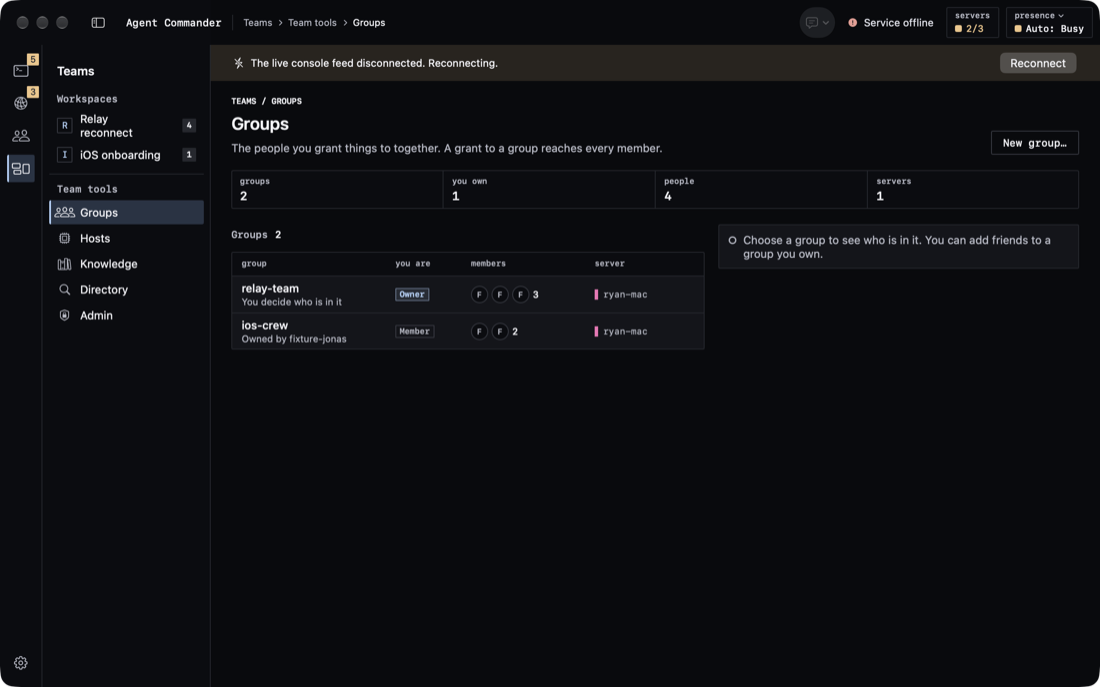 Agent Commander
Teams > Team tools > Groups
Service offline
servers
2/3
presence
Auto: Busy
5
3
Teams
Workspaces
R Relay reconnect 4
I iOS onboarding 1
Team tools
Groups
Hosts
Knowledge
Directory
Admin
The live console feed disconnected. Reconnecting.
Reconnect
TEAMS / GROUPS
Groups
The people you grant things to together. A grant to a group reaches every member.
New group…
groups
2
you own
1
people
4
servers
1
Groups 2
group you are members server
relay-team
You decide who is in it
Owner
F F F 3
ryan-mac
ios-crew
Owned by fixture-jonas
Member
F F 2
ryan-mac
Choose a group to see who is in it. You can add friends to a
group you own.